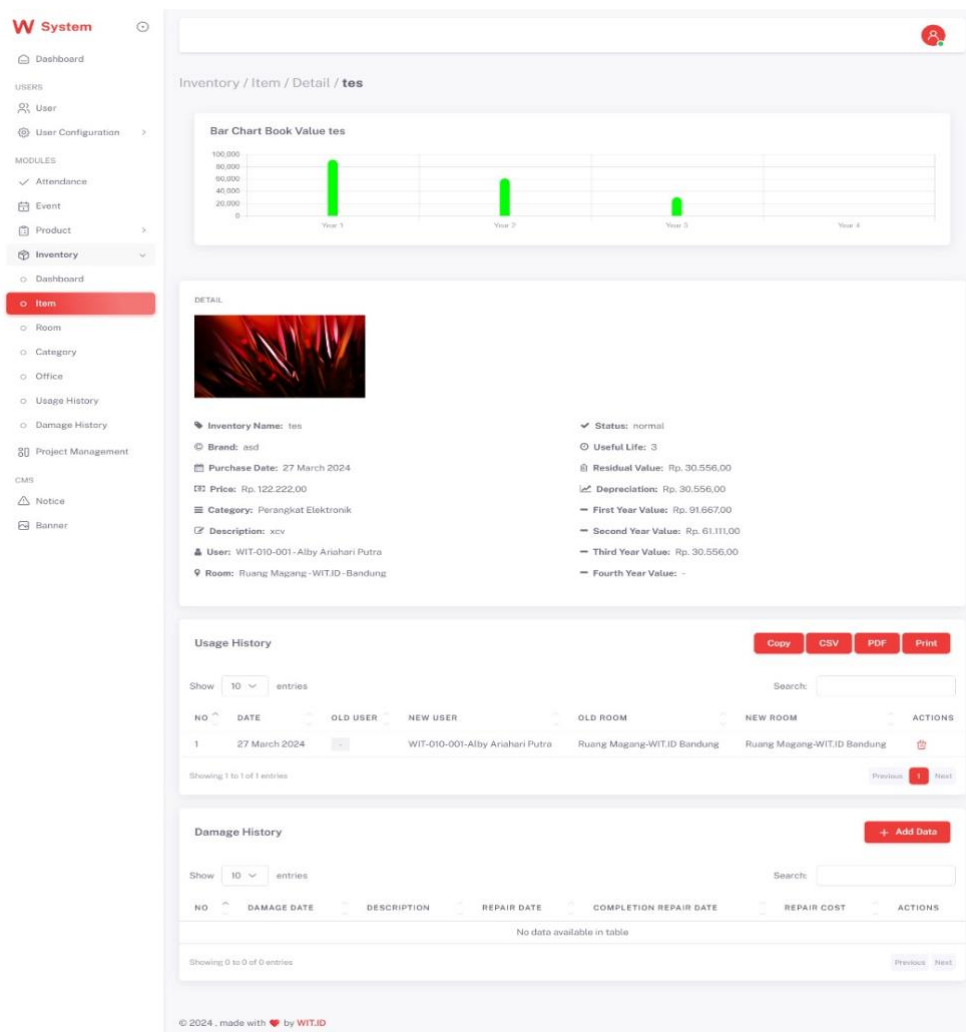 System
Dashboard
USERS
User
User Configuration
MODULES
Attendance
Event
Product
Inventory
Dashboard
Item
Room
Category
Office
Usage History
Damage History
Project Management
CMS
Notice
Banner
Inventory / Item / Detail / tes
Bar Chart Book Value tes
100,000
80,000
60,000
40,000
20,000
0
Year 1 Year 2 Year 3 Year 4
DETAIL
Inventory Name: tes
Brand: asd
Purchase Date: 27 March 2024
Price: Rp. 122.222,00
Category: Perangkat Elektronik
Description: xcv
User: WIT-010-001 - Alby Ariahari Putra
Room: Ruang Magang - WIT.ID - Bandung
Status: normal
Useful Life: 3
Residual Value: Rp. 30.556,00
Depreciation: Rp. 30.556,00
First Year Value: Rp. 91.667,00
Second Year Value: Rp. 61.111,00
Third Year Value: Rp. 30.556,00
Fourth Year Value: -
Usage History
Copy CSV PDF Print
Show 10 entries Search:
NO DATE OLD USER NEW USER OLD ROOM NEW ROOM ACTIONS
1 27 March 2024 - WIT-010-001-Alby Ariahari Putra Ruang Magang-WIT.ID Bandung Ruang Magang-WIT.ID Bandung
Showing 1 to 1 of 1 entries Previous 1 Next
Damage History + Add Data
Show 10 entries Search:
NO DAMAGE DATE DESCRIPTION REPAIR DATE COMPLETION REPAIR DATE REPAIR COST ACTIONS
No data available in table
Showing 0 to 0 of 0 entries Previous Next
© 2024 , made with ❤ by WIT.ID